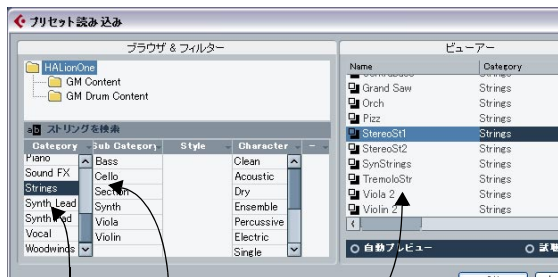 プリセット読み込み
ブラウザ & フィルター
HALionOne
GM Content
GM Drum Content
ストリングを検索
Category Sub Category Style Character
Piano
Sound FX
Strings
Synth Lead
Synth Pad
Vocal
Woodwinds
Bass
Cello
Section
Synth
Viola
Violin
Clean
Acoustic
Dry
Ensemble
Percussive
Electric
Single
ビューアー
Name Category
Contrabass Strings
Grand Saw Strings
Orch Strings
Pizz Strings
StereoSt1 Strings
StereoSt2 Strings
SynStrings Strings
TremoloStr Strings
Viola 2 Strings
Violin 2 Strings
自動プレビュー
試聴